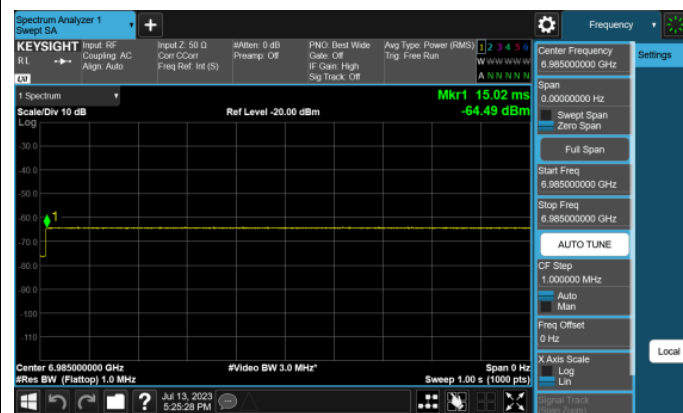 Spectrum Analyzer 1
Swept SA
Frequency
KEYSIGHT
RL
Input: RF
Coupling: AC
Align: Auto
Input Z: 50 Ω
Corr CCorr
Freq Ref: Int (S)
#Atten: 0 dB
Preamp: Off
PNO: Best Wide
Gate: Off
IF Gain: High
Sig Track: Off
Avg Type: Power (RMS)
Trig: Free Run
1 2 3 4 5 6
W W W W W W
A N N N N N
LXI
1 Spectrum
Scale/Div 10 dB
Log
Ref Level -20.00 dBm
Mkr1 15.02 ms
-64.49 dBm
-30.0
-40.0
-50.0
-60.0
1
-70.0
-80.0
-90.0
-100
-110
Center 6.985000000 GHz
#Res BW (Flattop) 1.0 MHz
#Video BW 3.0 MHz*
Span 0 Hz
Sweep 1.00 s (1000 pts)
Jul 13, 2023
5:25:28 PM
?
Center Frequency
6.985000000 GHz
Span
0.00000000 Hz
Swept Span
Zero Span
Full Span
Start Freq
6.985000000 GHz
Stop Freq
6.985000000 GHz
AUTO TUNE
CF Step
1.000000 MHz
Auto
Man
Freq Offset
0 Hz
X Axis Scale
Log
Lin
Signal Track
(Span Zoom)
Settings
Local